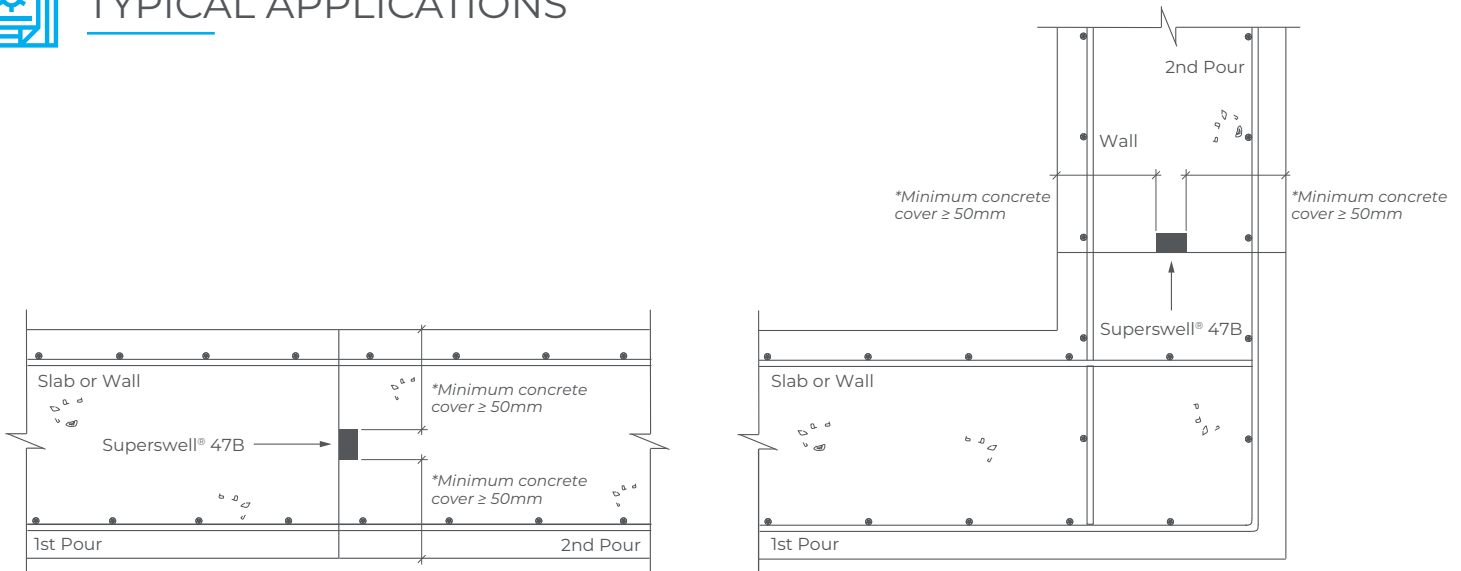 TYPICAL APPLICATIONS
Slab or Wall
Superswell® 47B
*Minimum concrete
cover ≥ 50mm
*Minimum concrete
cover ≥ 50mm
1st Pour
2nd Pour
2nd Pour
Wall
*Minimum concrete
cover ≥ 50mm
*Minimum concrete
cover ≥ 50mm
Superswell® 47B
Slab or Wall
1st Pour